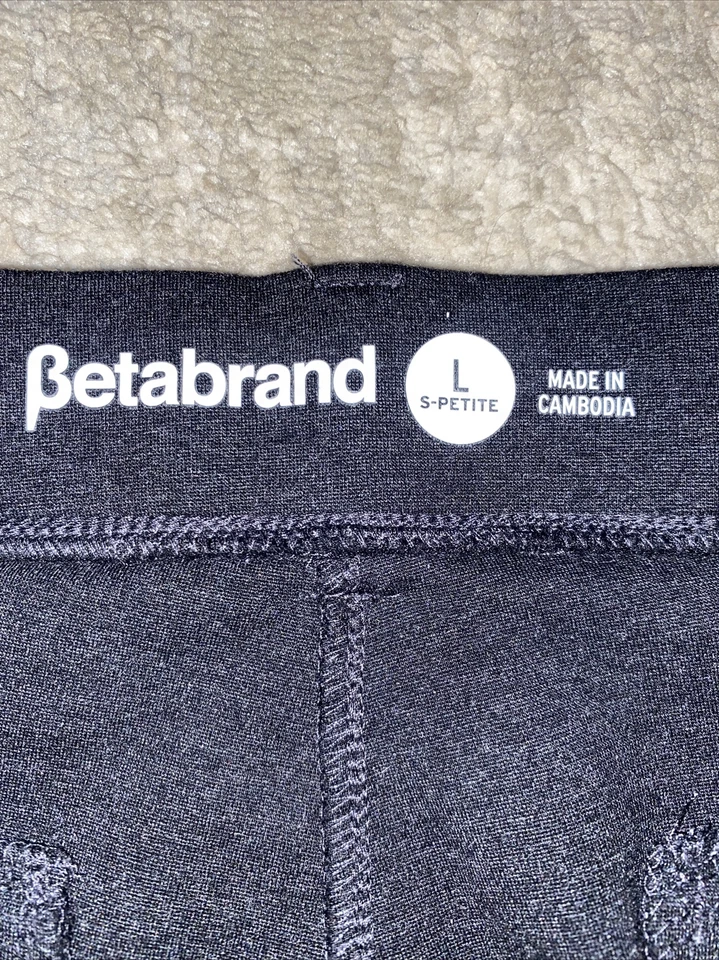 βetabrand
L
S-PETITE
MADE IN
CAMBODIA